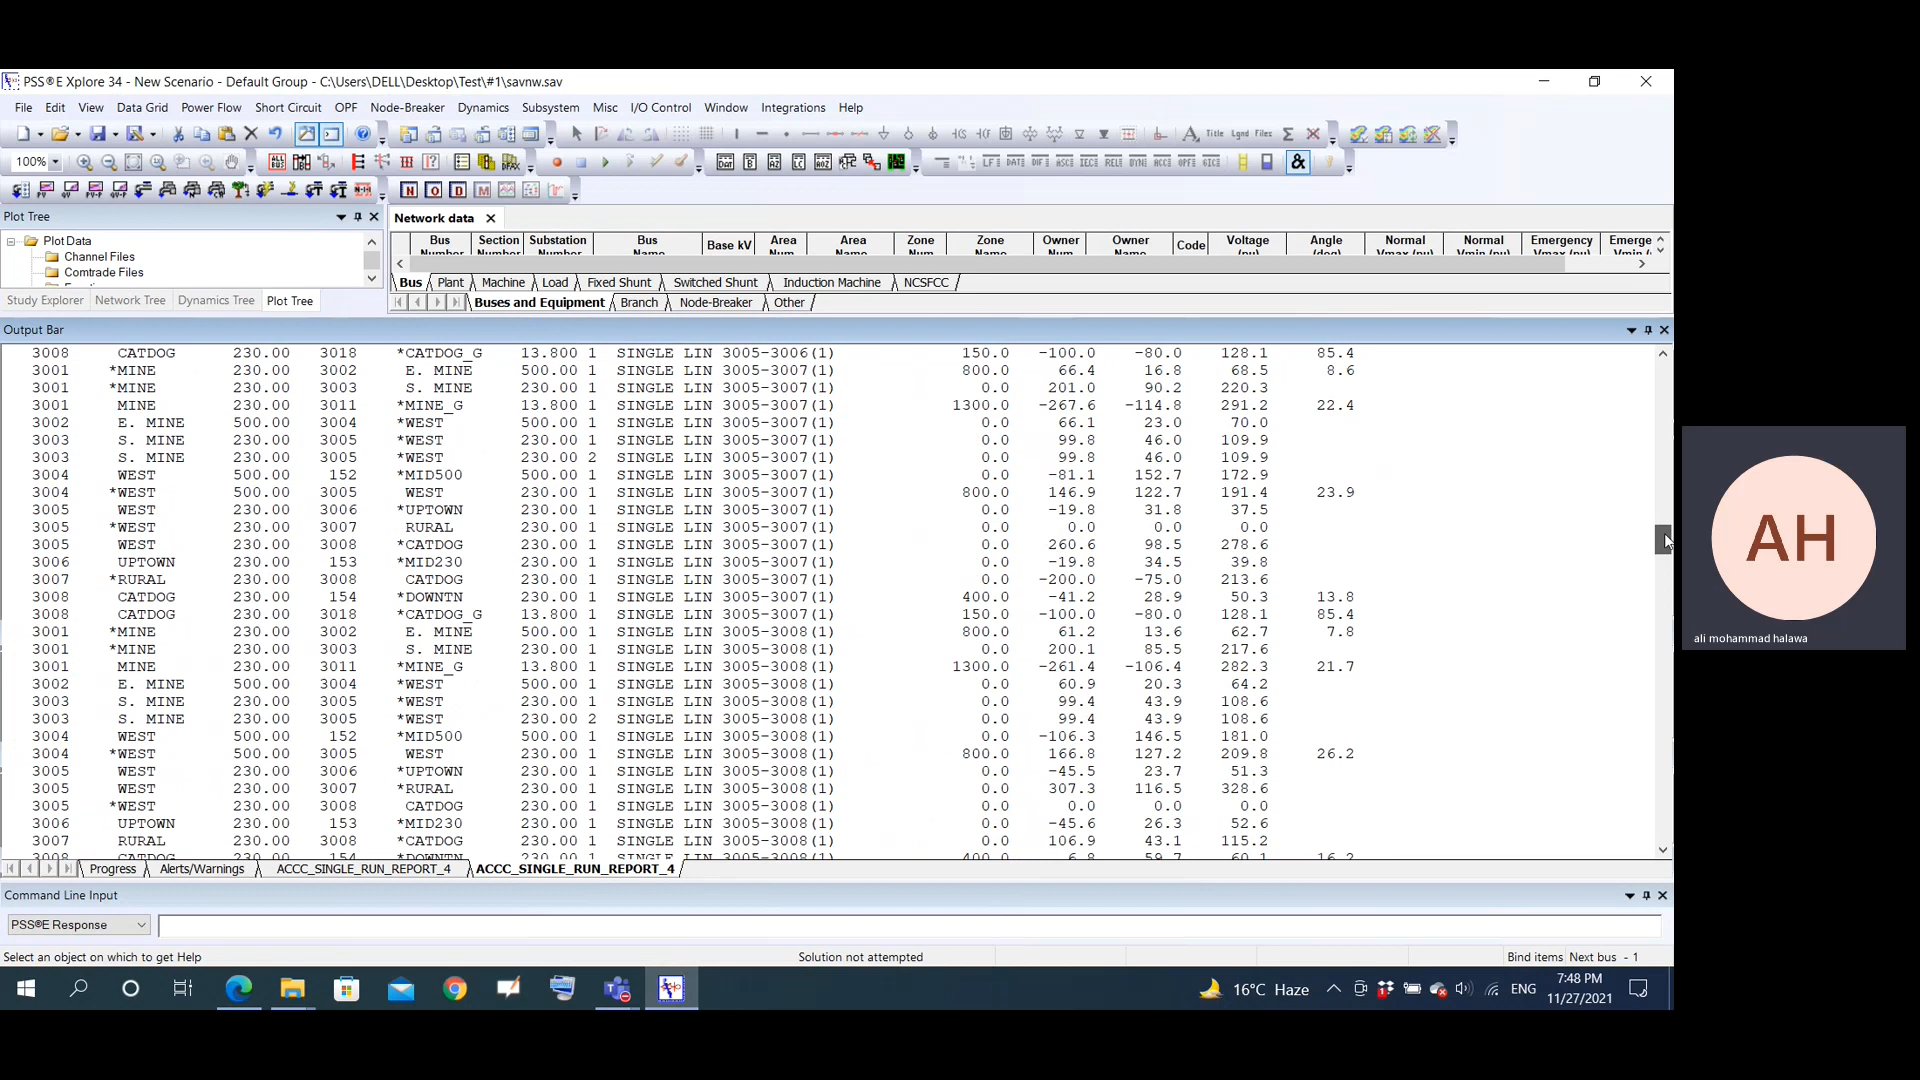 PSS®E Xplore 34 - New Scenario - Default Group - C:\Users\DELL\Desktop\Test\#1\savnw.sav
File Edit View Data Grid Power Flow Short Circuit OPF Node-Breaker Dynamics Subsystem Misc I/O Control Window Integrations Help
100%
Plot Tree
Network data
Plot Data
Channel Files
Comtrade Files
Bus Number Section Number Substation Number Bus Name Base kV Area Num Area Name Zone Num Zone Name Owner Num Owner Name Code Voltage (pu) Angle (deg) Normal Vmax (pu) Normal Vmin (pu) Emergency Vmax (pu) Emerge
Bus Plant Machine Load Fixed Shunt Switched Shunt Induction Machine NCSFCC
Study Explorer Network Tree Dynamics Tree Plot Tree
Buses and Equipment Branch Node-Breaker Other
Output Bar
3008 CATDOG 230.00 3018 *CATDOG_G 13.800 1 SINGLE LIN 3005-3006(1) 150.0 -100.0 -80.0 128.1 85.4
3001 *MINE 230.00 3002 E. MINE 500.00 1 SINGLE LIN 3005-3007(1) 800.0 66.4 16.8 68.5 8.6
3001 *MINE 230.00 3003 S. MINE 230.00 1 SINGLE LIN 3005-3007(1) 0.0 201.0 90.2 220.3
3001 MINE 230.00 3011 *MINE_G 13.800 1 SINGLE LIN 3005-3007(1) 1300.0 -267.6 -114.8 291.2 22.4
3002 E. MINE 500.00 3004 *WEST 500.00 1 SINGLE LIN 3005-3007(1) 0.0 66.1 23.0 70.0
3003 S. MINE 230.00 3005 *WEST 230.00 1 SINGLE LIN 3005-3007(1) 0.0 99.8 46.0 109.9
3003 S. MINE 230.00 3005 *WEST 230.00 2 SINGLE LIN 3005-3007(1) 0.0 99.8 46.0 109.9
3004 WEST 500.00 152 *MID500 500.00 1 SINGLE LIN 3005-3007(1) 0.0 -81.1 152.7 172.9
3004 *WEST 500.00 3005 WEST 230.00 1 SINGLE LIN 3005-3007(1) 800.0 146.9 122.7 191.4 23.9
3005 WEST 230.00 3006 *UPTOWN 230.00 1 SINGLE LIN 3005-3007(1) 0.0 -19.8 31.8 37.5
3005 *WEST 230.00 3007 RURAL 230.00 1 SINGLE LIN 3005-3007(1) 0.0 0.0 0.0 0.0
3005 WEST 230.00 3008 *CATDOG 230.00 1 SINGLE LIN 3005-3007(1) 0.0 260.6 98.5 278.6
3006 UPTOWN 230.00 153 *MID230 230.00 1 SINGLE LIN 3005-3007(1) 0.0 -19.8 34.5 39.8
3007 *RURAL 230.00 3008 CATDOG 230.00 1 SINGLE LIN 3005-3007(1) 0.0 -200.0 -75.0 213.6
3008 CATDOG 230.00 154 *DOWNTN 230.00 1 SINGLE LIN 3005-3007(1) 400.0 -41.2 28.9 50.3 13.8
3008 CATDOG 230.00 3018 *CATDOG_G 13.800 1 SINGLE LIN 3005-3007(1) 150.0 -100.0 -80.0 128.1 85.4
3001 *MINE 230.00 3002 E. MINE 500.00 1 SINGLE LIN 3005-3008(1) 800.0 61.2 13.6 62.7 7.8
3001 *MINE 230.00 3003 S. MINE 230.00 1 SINGLE LIN 3005-3008(1) 0.0 200.1 85.5 217.6
3001 MINE 230.00 3011 *MINE_G 13.800 1 SINGLE LIN 3005-3008(1) 1300.0 -261.4 -106.4 282.3 21.7
3002 E. MINE 500.00 3004 *WEST 500.00 1 SINGLE LIN 3005-3008(1) 0.0 60.9 20.3 64.2
3003 S. MINE 230.00 3005 *WEST 230.00 1 SINGLE LIN 3005-3008(1) 0.0 99.4 43.9 108.6
3003 S. MINE 230.00 3005 *WEST 230.00 2 SINGLE LIN 3005-3008(1) 0.0 99.4 43.9 108.6
3004 WEST 500.00 152 *MID500 500.00 1 SINGLE LIN 3005-3008(1) 0.0 -106.3 146.5 181.0
3004 *WEST 500.00 3005 WEST 230.00 1 SINGLE LIN 3005-3008(1) 800.0 166.8 127.2 209.8 26.2
3005 WEST 230.00 3006 *UPTOWN 230.00 1 SINGLE LIN 3005-3008(1) 0.0 -45.5 23.7 51.3
3005 WEST 230.00 3007 *RURAL 230.00 1 SINGLE LIN 3005-3008(1) 0.0 307.3 116.5 328.6
3005 *WEST 230.00 3008 CATDOG 230.00 1 SINGLE LIN 3005-3008(1) 0.0 0.0 0.0 0.0
3006 UPTOWN 230.00 153 *MID230 230.00 1 SINGLE LIN 3005-3008(1) 0.0 -45.6 26.3 52.6
3007 RURAL 230.00 3008 *CATDOG 230.00 1 SINGLE LIN 3005-3008(1) 0.0 106.9 43.1 115.2
3008 CATDOG 230.00 154 *DOWNTN 230.00 1 SINGLE LIN 3005-3008(1) 400.0 6.8 59.7 60.1 16.2
Progress Alerts/Warnings ACCC_SINGLE_RUN_REPORT_4 ACCC_SINGLE_RUN_REPORT_4
Command Line Input
PSS®E Response
Select an object on which to get Help Solution not attempted Bind items Next bus - 1
16°C Haze ENG 7:48 PM
11/27/2021
AH
ali mohammad halawa